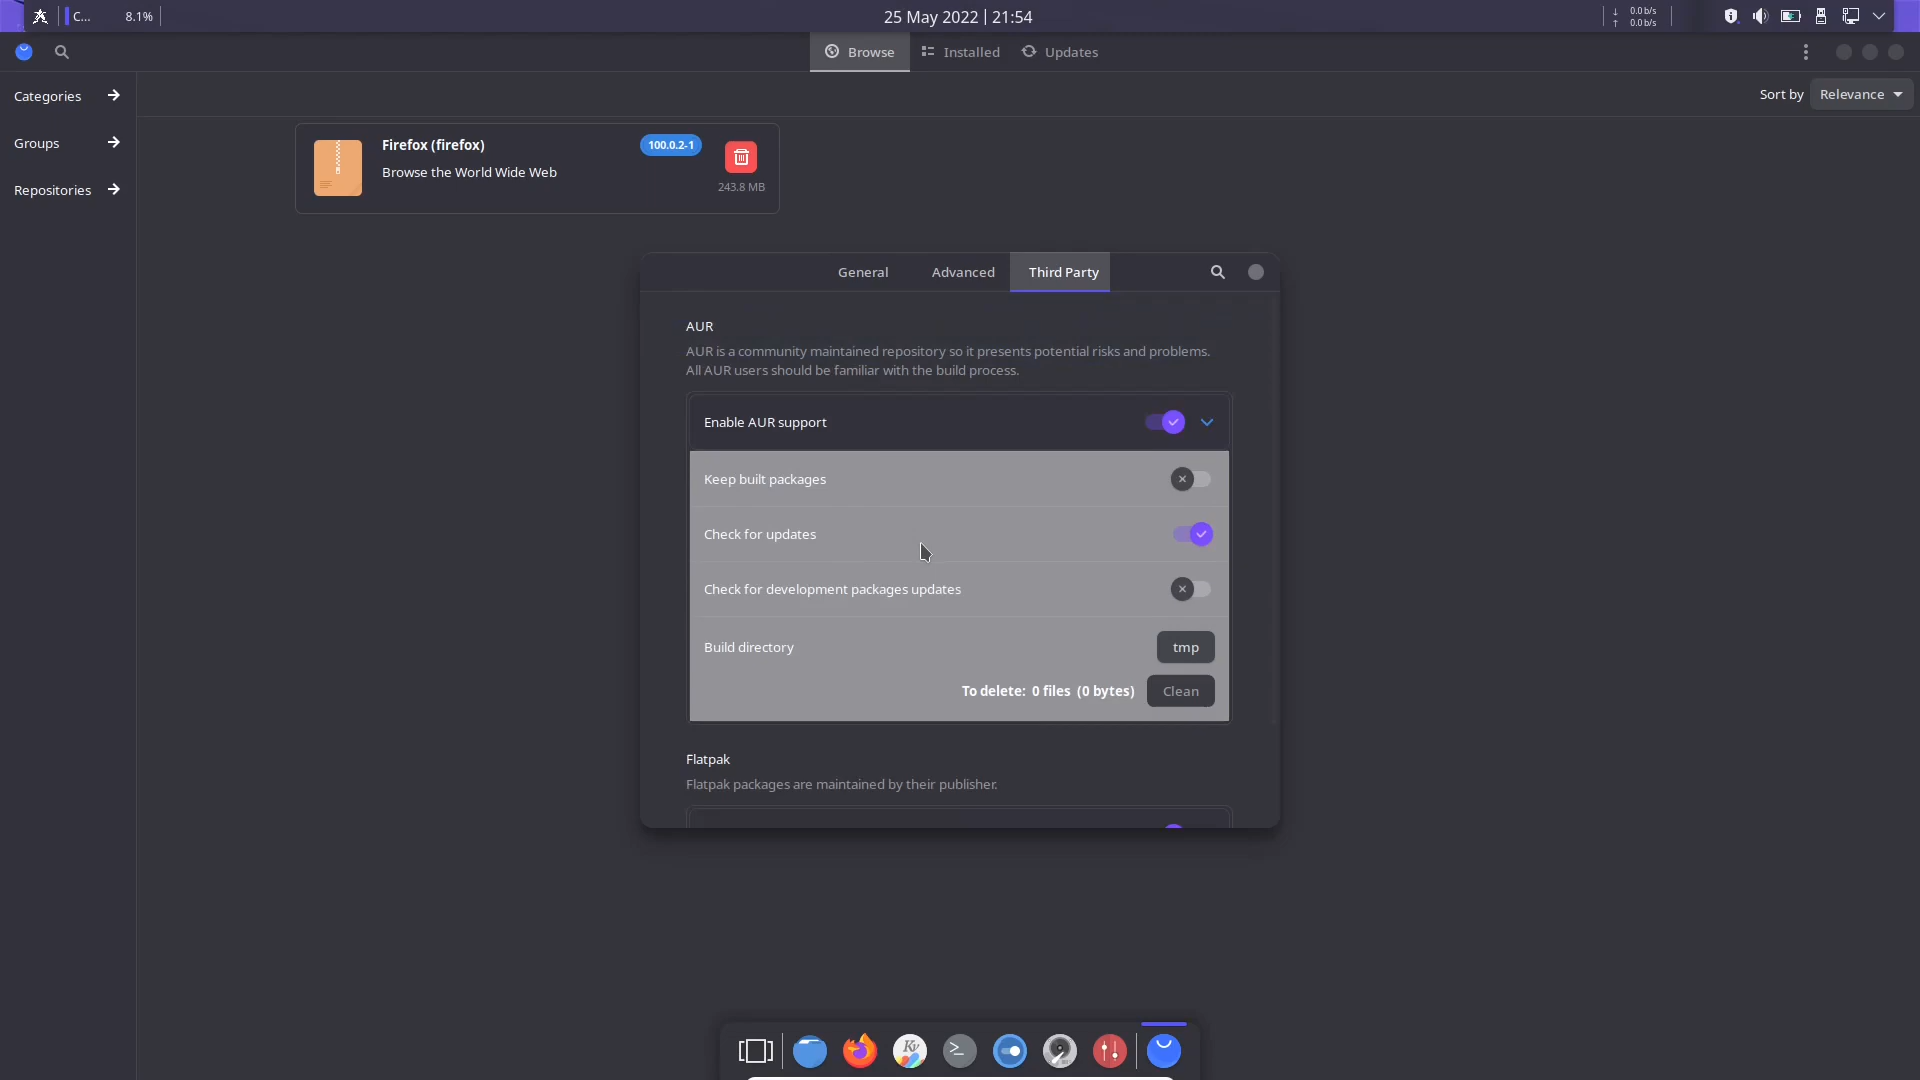 C... 8.1% 25 May 2022 | 21:54 ↓ 0.0 b/s
↑ 0.0 b/s
Browse Installed Updates
Categories →
Groups →
Repositories →
Sort by Relevance
Firefox (firefox) 100.0.2-1
Browse the World Wide Web
243.8 MB
General Advanced Third Party
AUR
AUR is a community maintained repository so it presents potential risks and problems.
All AUR users should be familiar with the build process.
Enable AUR support
Keep built packages
Check for updates
Check for development packages updates
Build directory tmp
To delete: 0 files (0 bytes) Clean
Flatpak
Flatpak packages are maintained by their publisher.